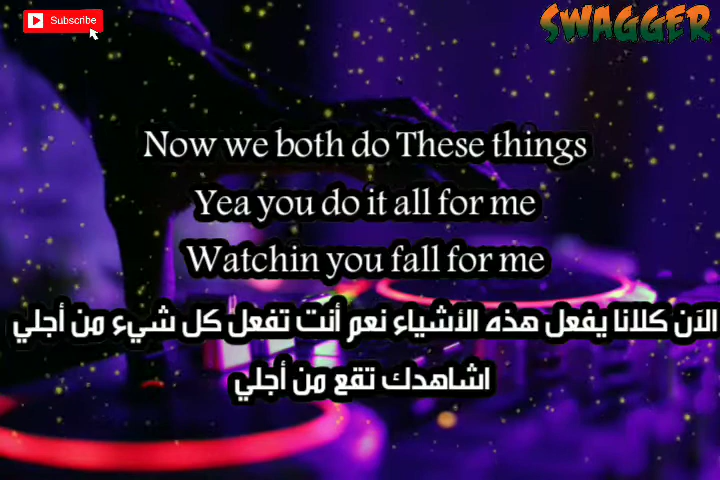 Subscribe
SWAGGER
Now we both do These things
Yea you do it all for me
Watchin you fall for me
الآن كلانا يفعل هذه الأشياء نعم أنت تفعل كل شيء من أجلي
اشاهدك تقع من أجلي